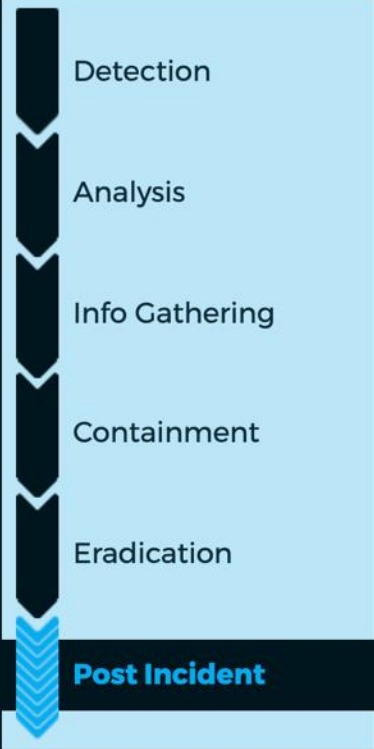 Detection
Analysis
Info Gathering
Containment
Eradication
Post Incident